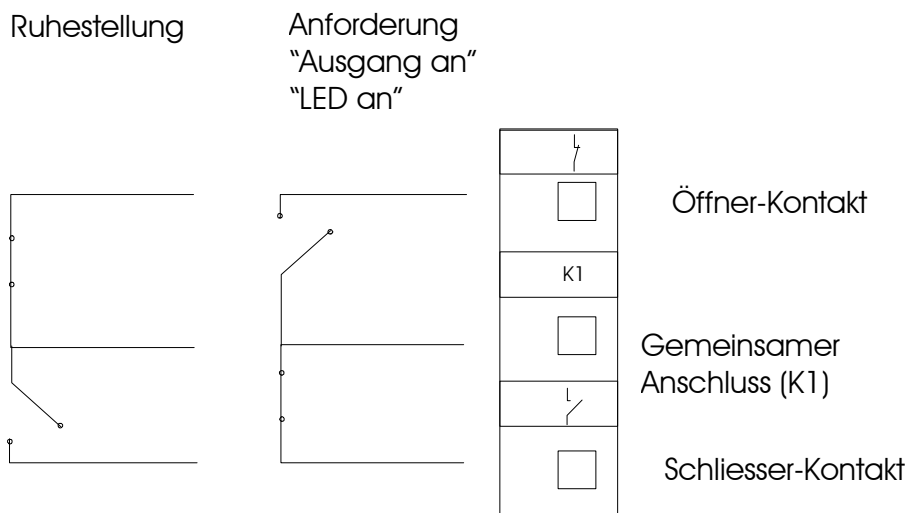 Ruhestellung
Anforderung
"Ausgang an"
"LED an"
Öffner-Kontakt
K1
Gemeinsamer
Anschluss (K1)
Schliesser-Kontakt